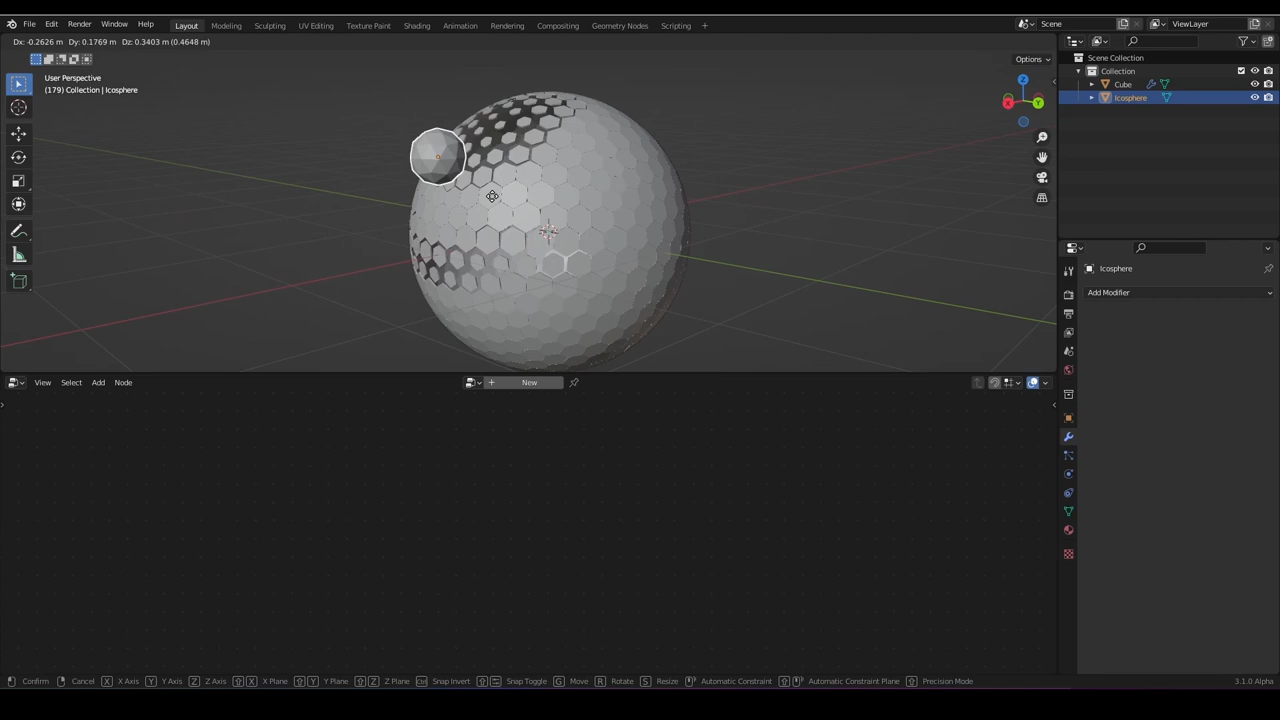 File Edit Render Window Help Layout Modeling Sculpting UV Editing Texture Paint Shading Animation Rendering Compositing Geometry Nodes Scripting + Scene ViewLayer
Dx: -0.2626 m Dy: 0.1769 m Dz: 0.3403 m (0.4648 m)
Options
Scene Collection
Collection
Cube
Icosphere
User Perspective
(179) Collection | Icosphere
Z
X
Y
Icosphere
Add Modifier
View Select Add Node
+ New
Confirm Cancel X X Axis Y Y Axis Z Z Axis X X Plane Y Y Plane Z Z Plane Ctrl Snap Invert Snap Toggle G Move R Rotate S Resize Automatic Constraint Automatic Constraint Plane Precision Mode 3.1.0 Alpha